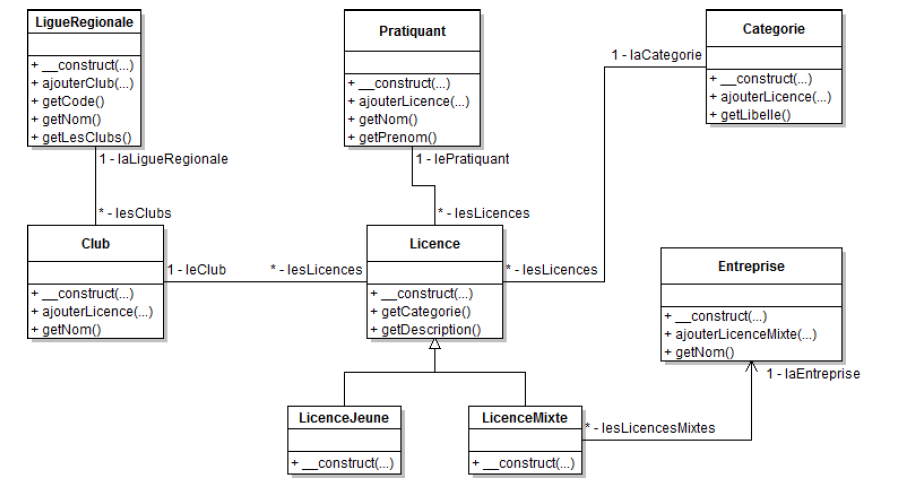 LigueRegionale
+ __construct(...)
+ ajouterClub(...)
+ getCode()
+ getNom()
+ getLesClubs()
Pratiquant
+ __construct(...)
+ ajouterLicence(...)
+ getNom()
+ getPrenom()
Categorie
+ __construct(...)
+ ajouterLicence(...)
+ getLibelle()
1 - laCategorie
1 - laLigueRegionale
1 - lePratiquant
* - lesClubs
* - lesLicences
Club
+ __construct(...)
+ ajouterLicence(...)
+ getNom()
1 - leClub
* - lesLicences
Licence
+ __construct(...)
+ getCategorie()
+ getDescription()
* - lesLicences
Entreprise
+ __construct(...)
+ ajouterLicenceMixte(...)
+ getNom()
1 - laEntreprise
LicenceJeune
+ __construct(...)
LicenceMixte
+ __construct(...)
* - lesLicencesMixtes